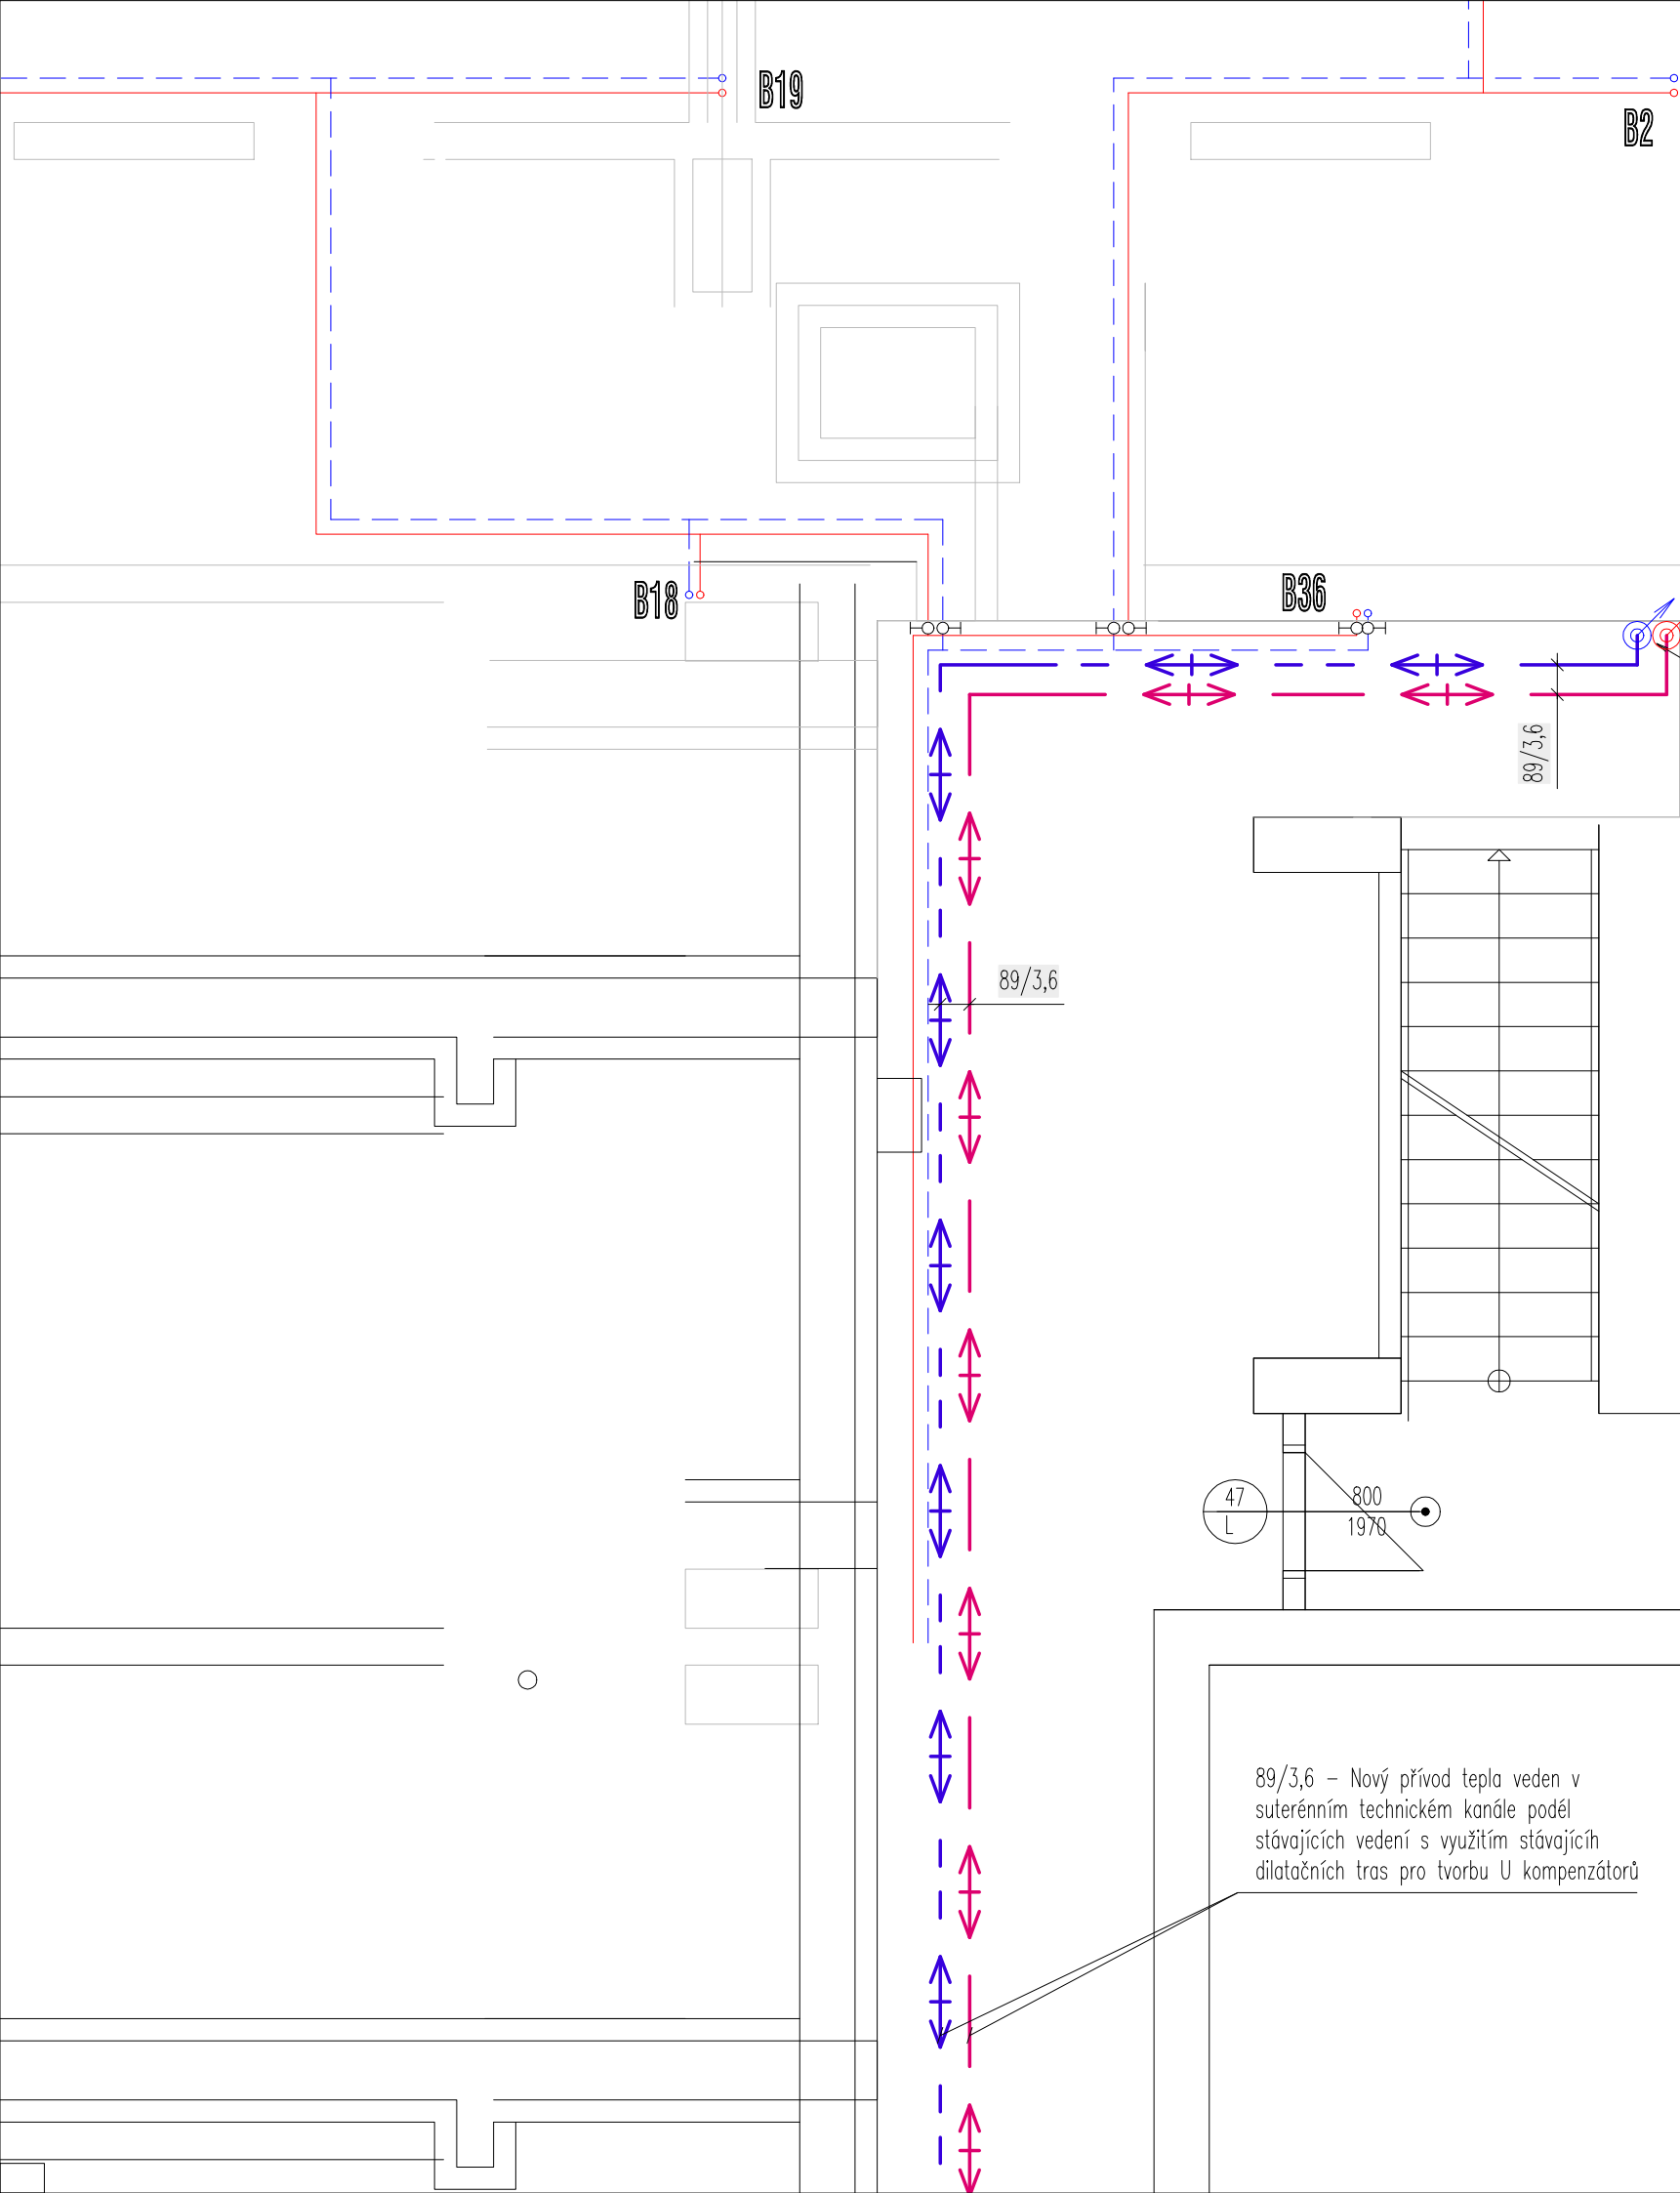 B19
B2
B18
B36
89/3,6
89/3,6
47
L
800
1970
89/3,6 – Nový přívod tepla veden v
suterénním technickém kanále podél
stávajících vedení s využitím stávajícíh
dilatačních tras pro tvorbu U kompenzátorů